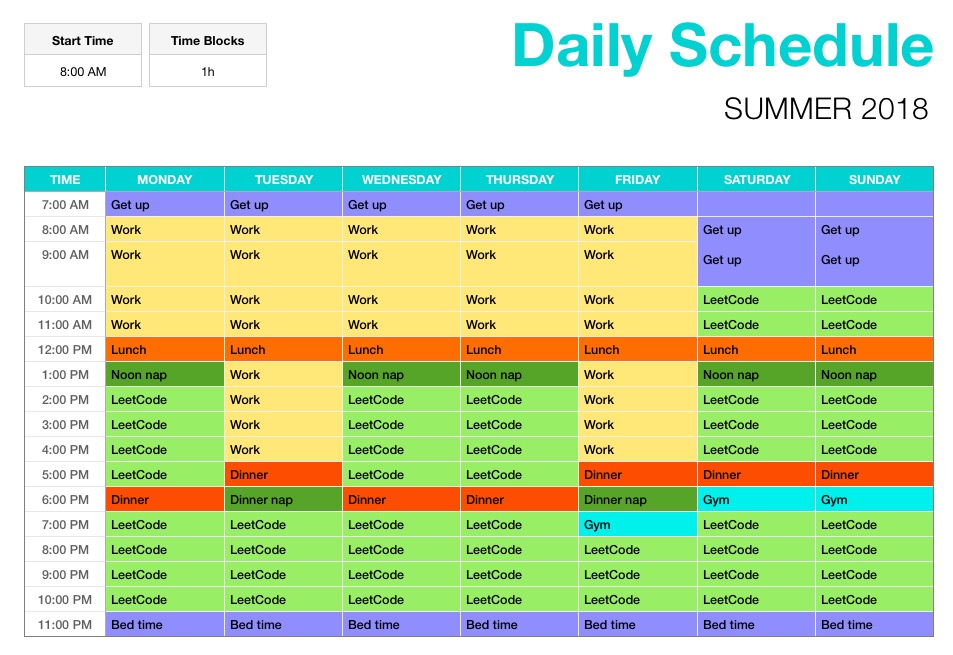 Start Time Time Blocks
8:00 AM 1h
Daily Schedule
SUMMER 2018
TIME MONDAY TUESDAY WEDNESDAY THURSDAY FRIDAY SATURDAY SUNDAY
7:00 AM Get up Get up Get up Get up Get up
8:00 AM Work Work Work Work Work Get up Get up
9:00 AM Work Work Work Work Work Get up Get up
10:00 AM Work Work Work Work Work LeetCode LeetCode
11:00 AM Work Work Work Work Work LeetCode LeetCode
12:00 PM Lunch Lunch Lunch Lunch Lunch Lunch Lunch
1:00 PM Noon nap Work Noon nap Noon nap Work Noon nap Noon nap
2:00 PM LeetCode Work LeetCode LeetCode Work LeetCode LeetCode
3:00 PM LeetCode Work LeetCode LeetCode Work LeetCode LeetCode
4:00 PM LeetCode Work LeetCode LeetCode Work LeetCode LeetCode
5:00 PM LeetCode Dinner LeetCode LeetCode Dinner Dinner Dinner
6:00 PM Dinner Dinner nap Dinner Dinner Dinner nap Gym Gym
7:00 PM LeetCode LeetCode LeetCode LeetCode Gym LeetCode LeetCode
8:00 PM LeetCode LeetCode LeetCode LeetCode LeetCode LeetCode LeetCode
9:00 PM LeetCode LeetCode LeetCode LeetCode LeetCode LeetCode LeetCode
10:00 PM LeetCode LeetCode LeetCode LeetCode LeetCode LeetCode LeetCode
11:00 PM Bed time Bed time Bed time Bed time Bed time Bed time Bed time